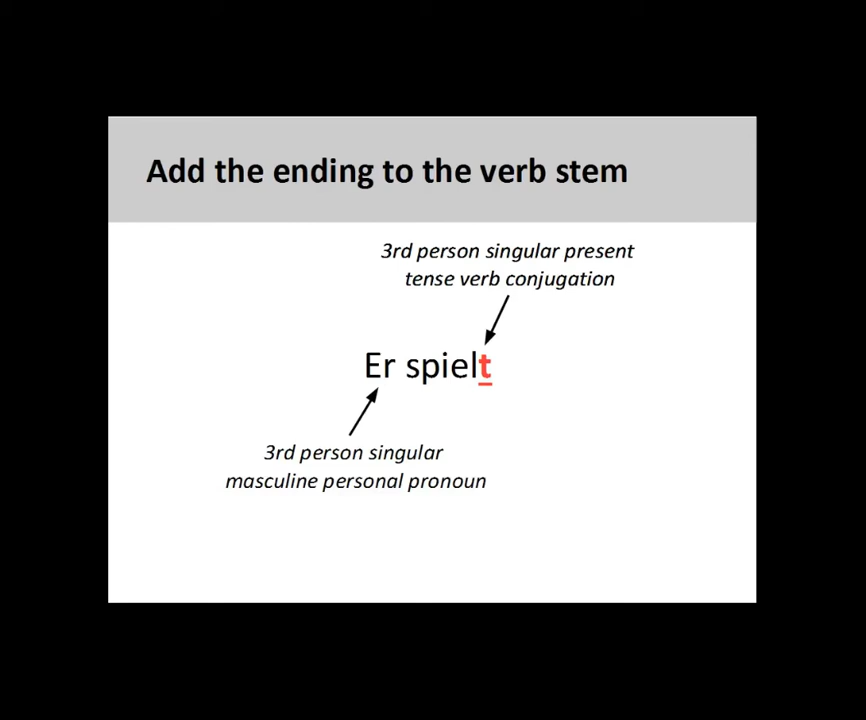 Add the ending to the verb stem
3rd person singular present
tense verb conjugation
Er spielt
3rd person singular
masculine personal pronoun